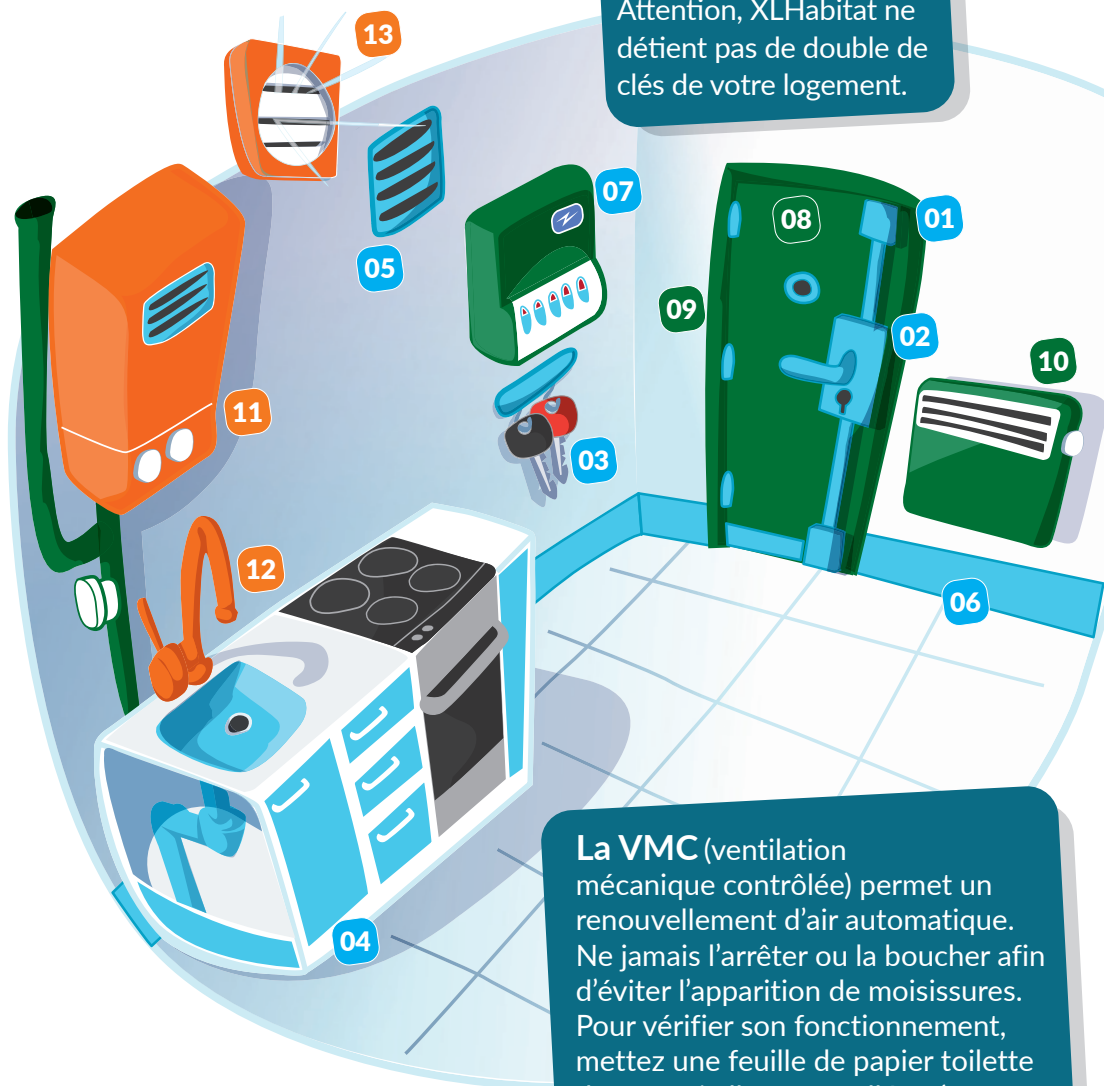 Attention, XLHabitat ne
détient pas de double de
clés de votre logement.
13
07
08
01
05
09
02
10
11
03
12
06
04
La VMC (ventilation
mécanique contrôlée) permet un
renouvellement d’air automatique.
Ne jamais l’arrêter ou la boucher afin
d’éviter l’apparition de moisissures.
Pour vérifier son fonctionnement,
mettez une feuille de papier toilette